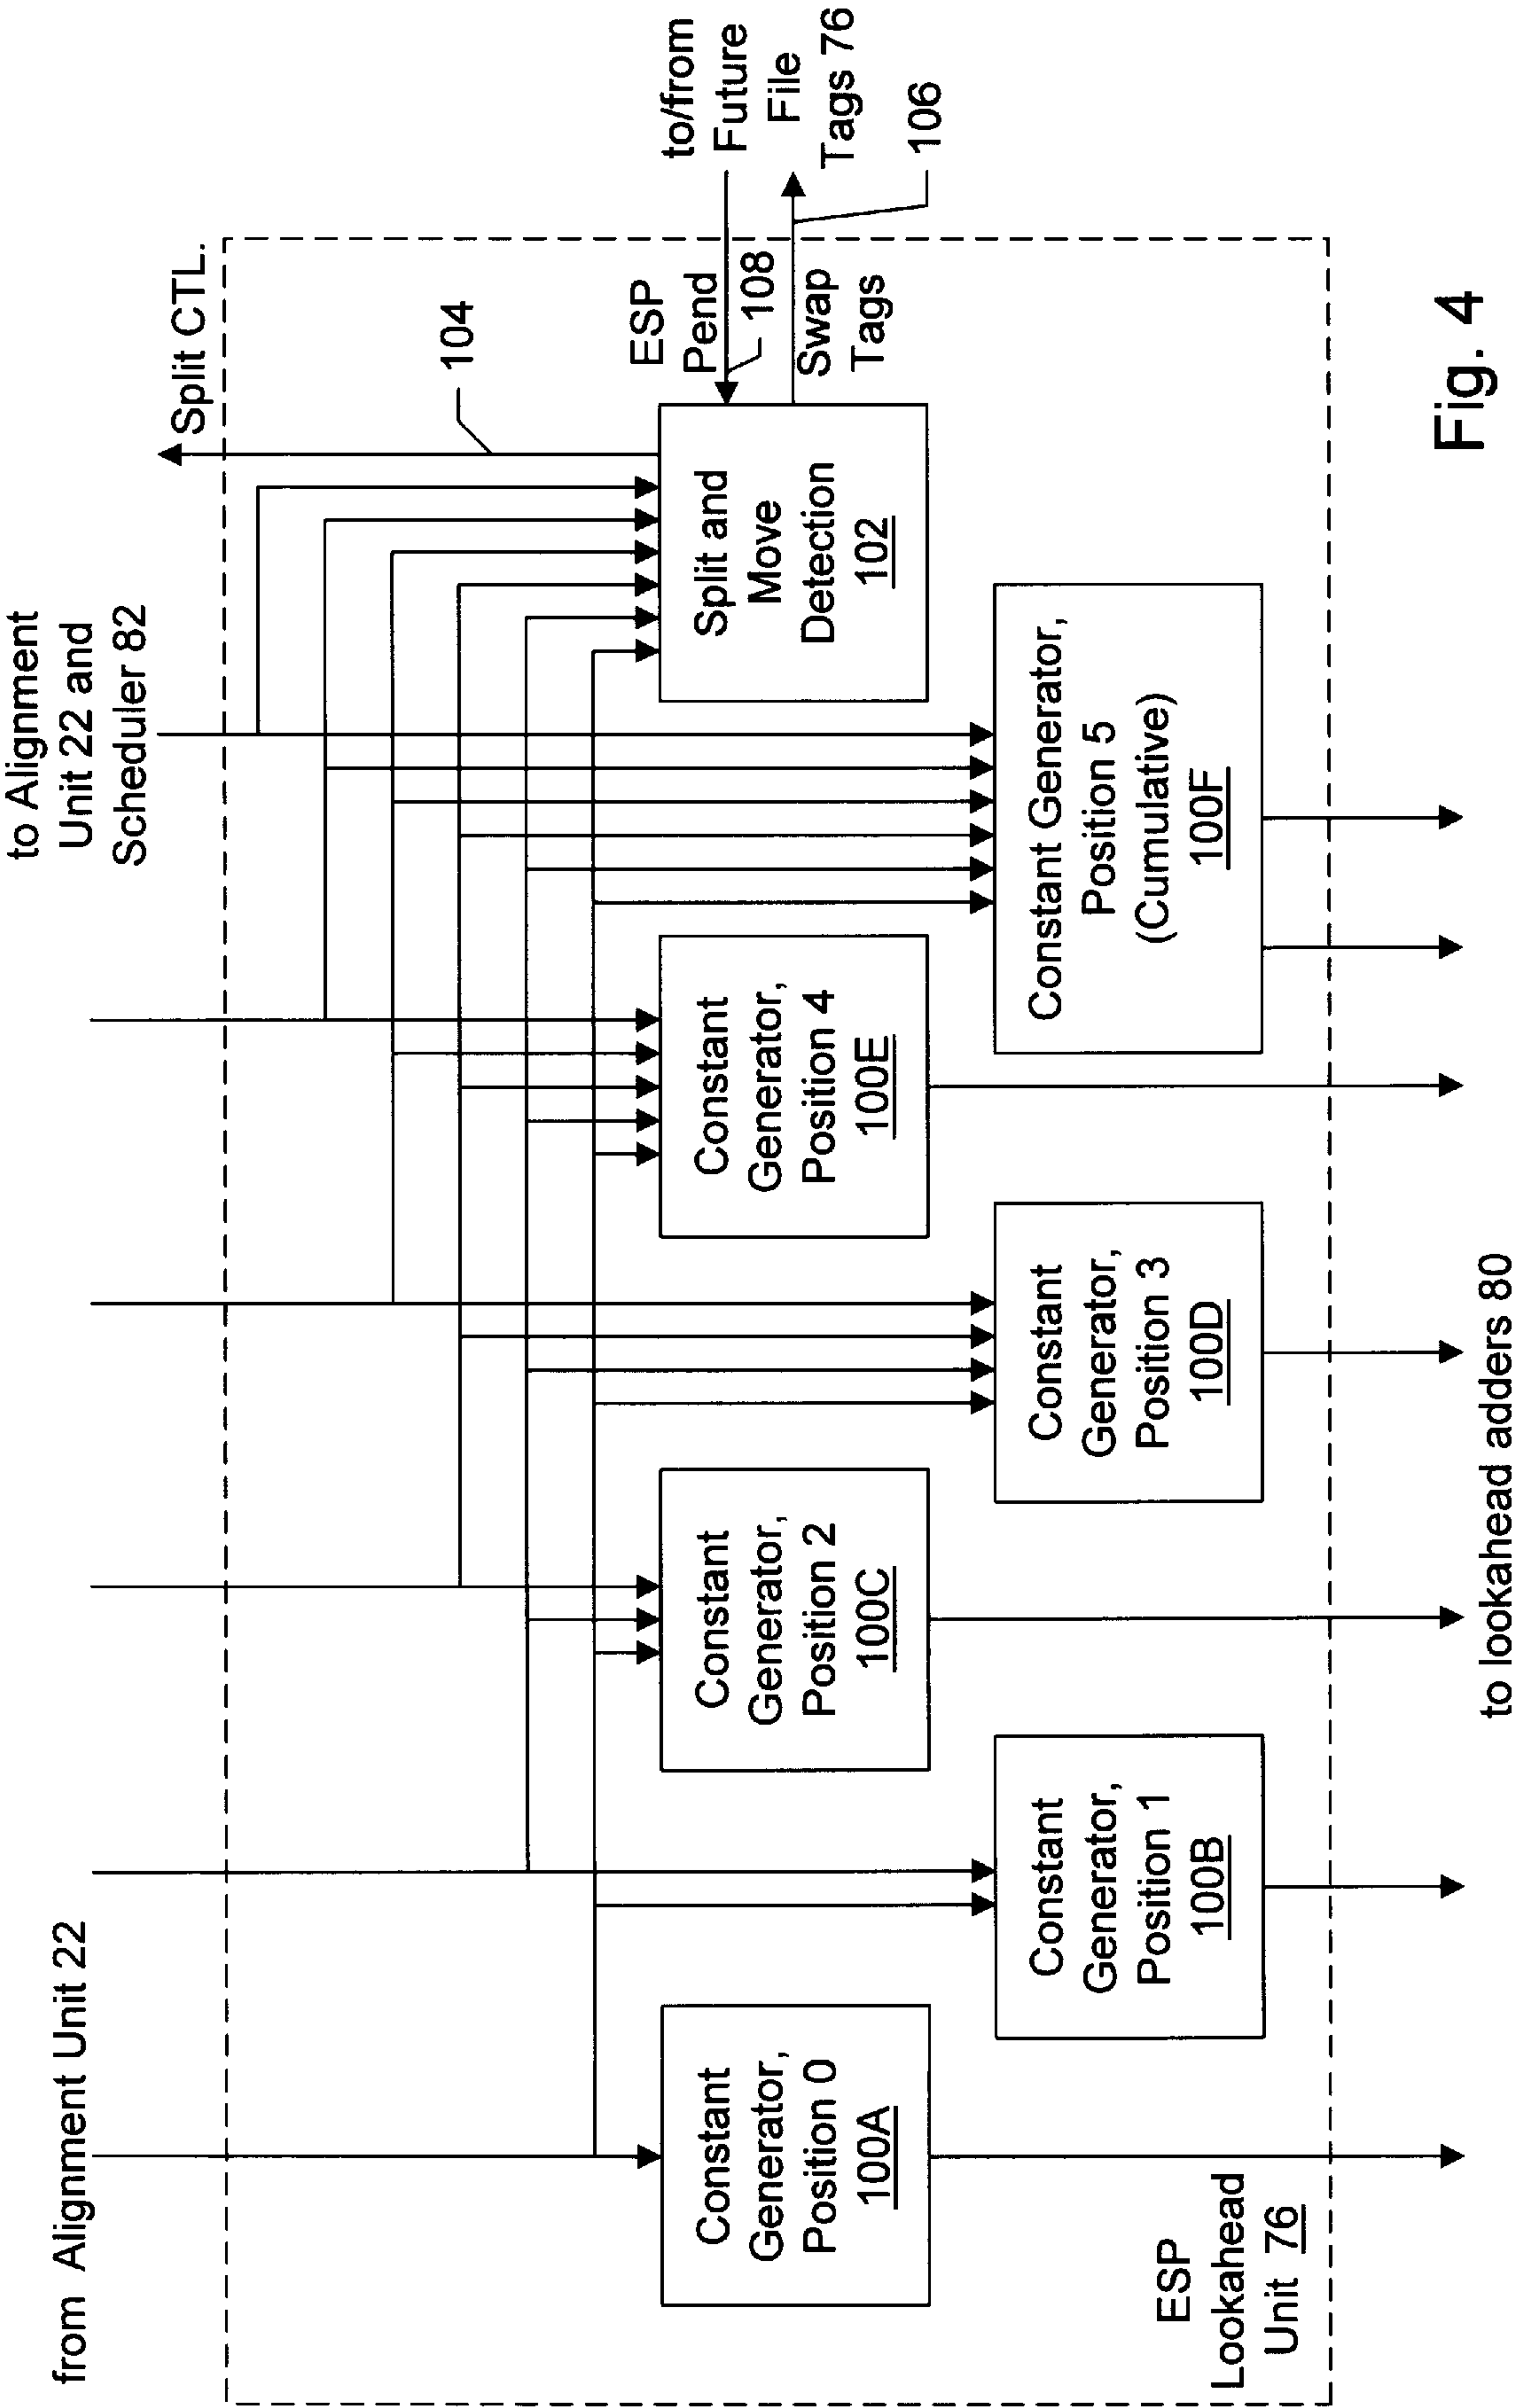 from Alignment Unit 22
to Alignment
Unit 22 and
Scheduler 82
Split CTL.
104
to/from
Future
File
Tags 76
106
ESP
Pend
108
Swap
Tags
Constant
Generator,
Position 0
100A
Constant
Generator,
Position 2
100C
Constant
Generator,
Position 4
100E
Split and
Move
Detection
102
Constant
Generator,
Position 1
100B
Constant
Generator,
Position 3
100D
Constant Generator,
Position 5
(Cumulative)
100F
ESP
Lookahead
Unit 76
to lookahead adders 80
Fig. 4